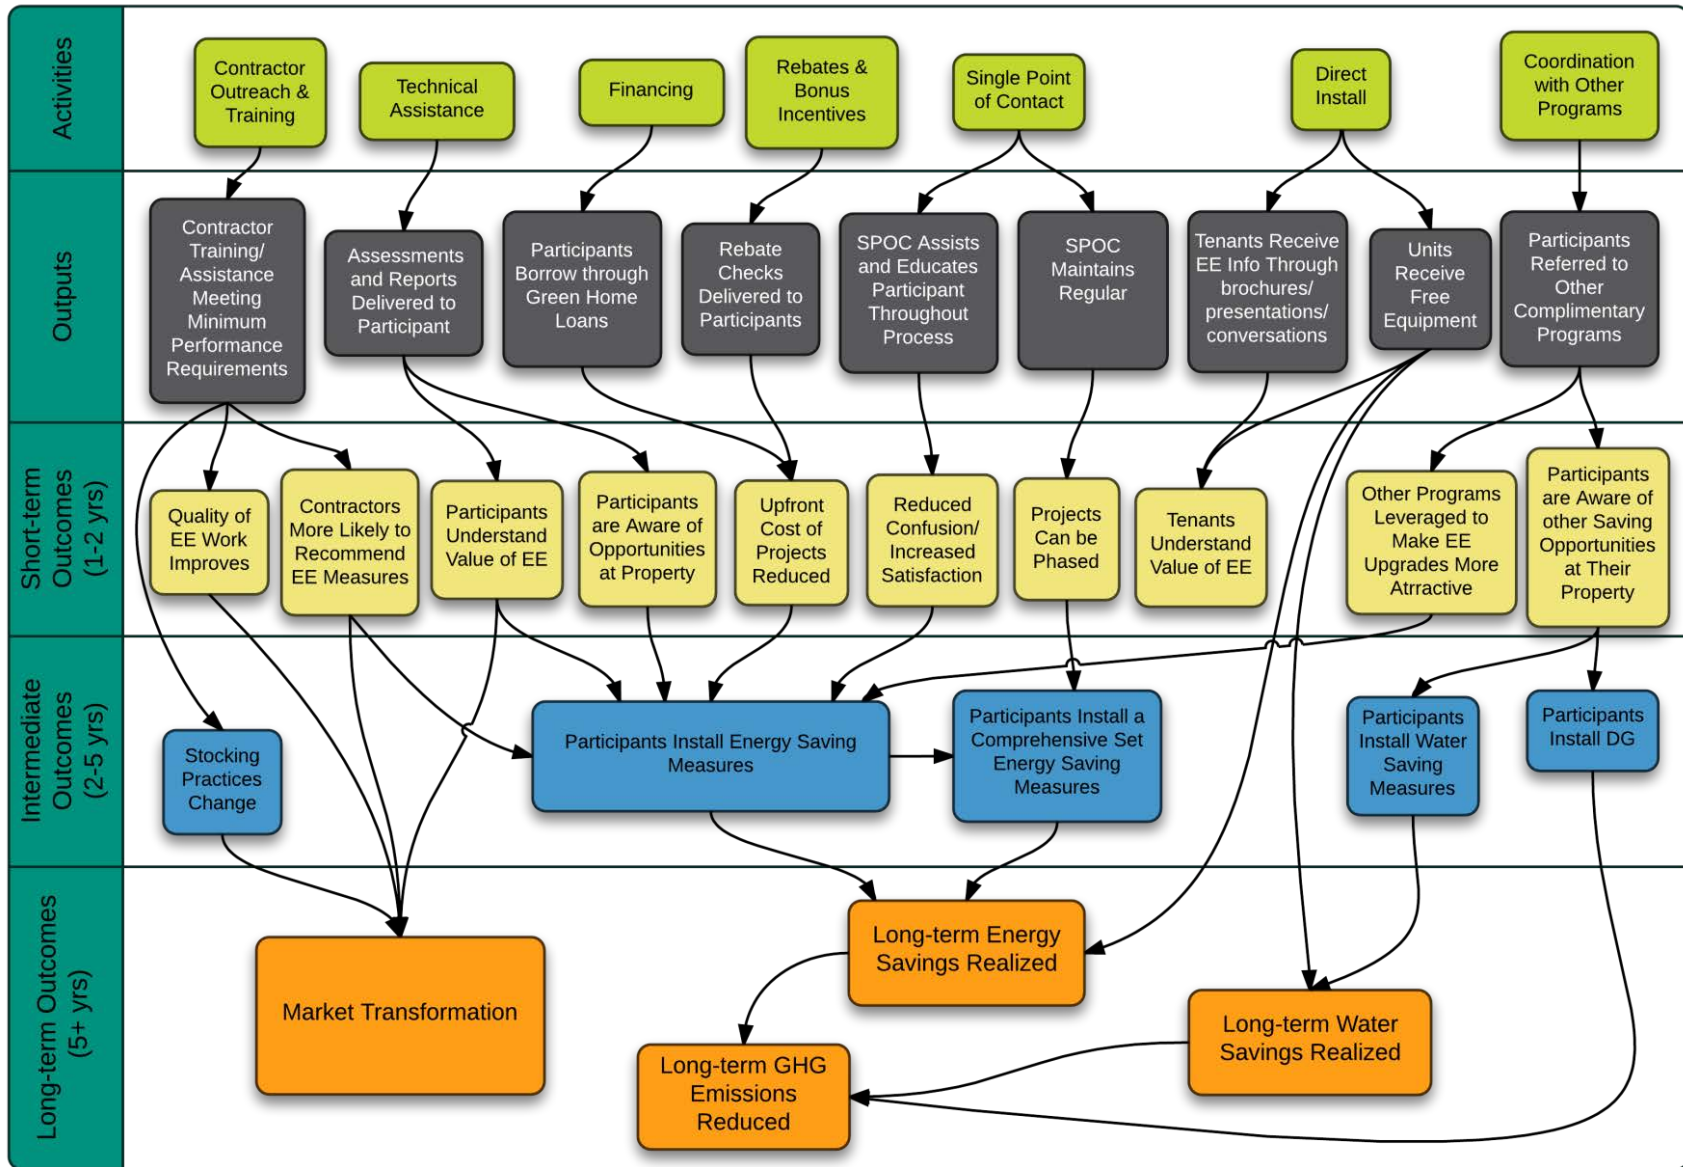 Activities
Contractor
Outreach &
Training
Technical
Assistance
Financing
Rebates &
Bonus
Incentives
Single Point
of Contact
Direct
Install
Coordination
with Other
Programs
Outputs
Contractor
Training/
Assistance
Meeting
Minimum
Performance
Requirements
Assessments
and Reports
Delivered to
Participant
Participants
Borrow through
Green Home
Loans
Rebate
Checks
Delivered to
Participants
SPOC Assists
and Educates
Participant
Throughout
Process
SPOC
Maintains
Regular
Tenants Receive
EE Info Through
brochures/
presentations/
conversations
Units
Receive
Free
Equipment
Participants
Referred to
Other
Complimentary
Programs
Short-term
Outcomes
(1-2 yrs)
Quality of
EE Work
Improves
Contractors
More Likely to
Recommend
EE Measures
Participants
Understand
Value of EE
Participants
are Aware of
Opportunities
at Property
Upfront
Cost of
Projects
Reduced
Reduced
Confusion/
Increased
Satisfaction
Projects
Can be
Phased
Tenants
Understand
Value of EE
Other Programs
Leveraged to
Make EE
Upgrades More
Atrractive
Participants
are Aware of
other Saving
Opportunities
at Their
Property
Intermediate
Outcomes
(2-5 yrs)
Stocking
Practices
Change
Participants Install Energy Saving
Measures
Participants Install a
Comprehensive Set
Energy Saving
Measures
Participants
Install Water
Saving
Measures
Participants
Install DG
Long-term Outcomes
(5+ yrs)
Market Transformation
Long-term Energy
Savings Realized
Long-term GHG
Emissions
Reduced
Long-term Water
Savings Realized